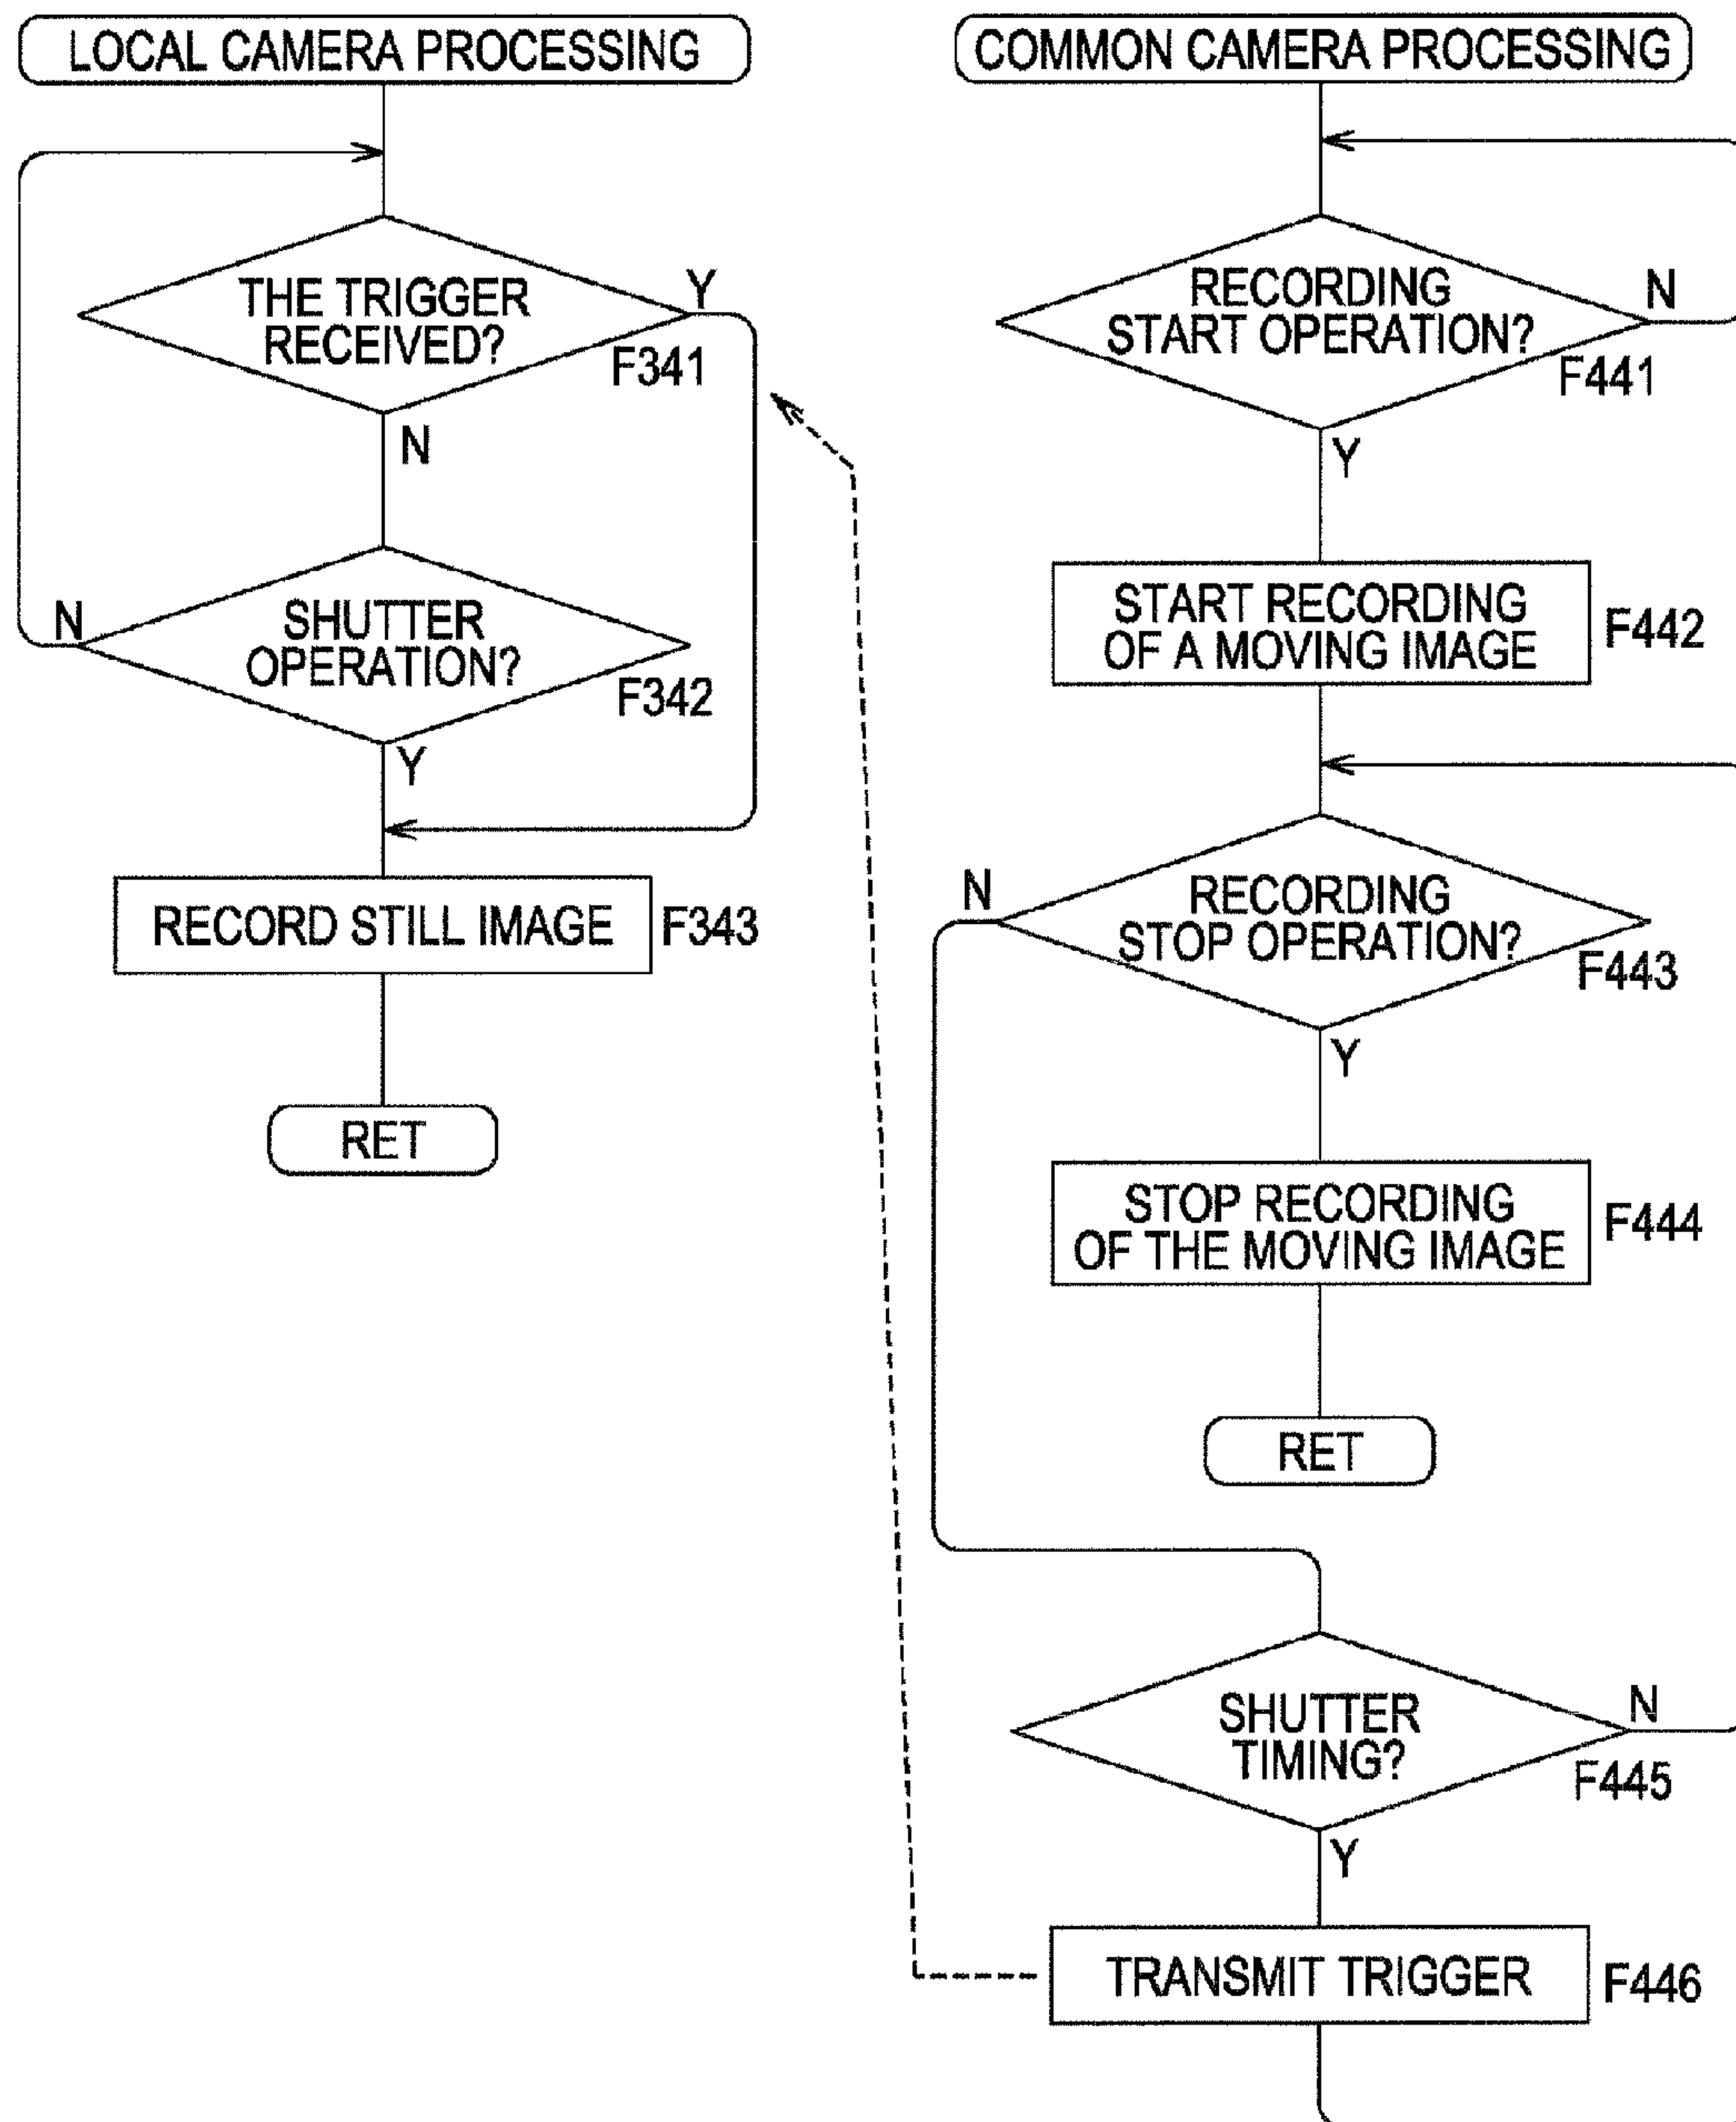 LOCAL CAMERA PROCESSING
THE TRIGGER
RECEIVED?
Y
F341
N
SHUTTER
OPERATION?
N
F342
Y
RECORD STILL IMAGE
F343
RET
COMMON CAMERA PROCESSING
RECORDING
START OPERATION?
N
F441
Y
START RECORDING
OF A MOVING IMAGE
F442
RECORDING
STOP OPERATION?
N
F443
Y
STOP RECORDING
OF THE MOVING IMAGE
F444
RET
SHUTTER
TIMING?
N
F445
Y
TRANSMIT TRIGGER
F446